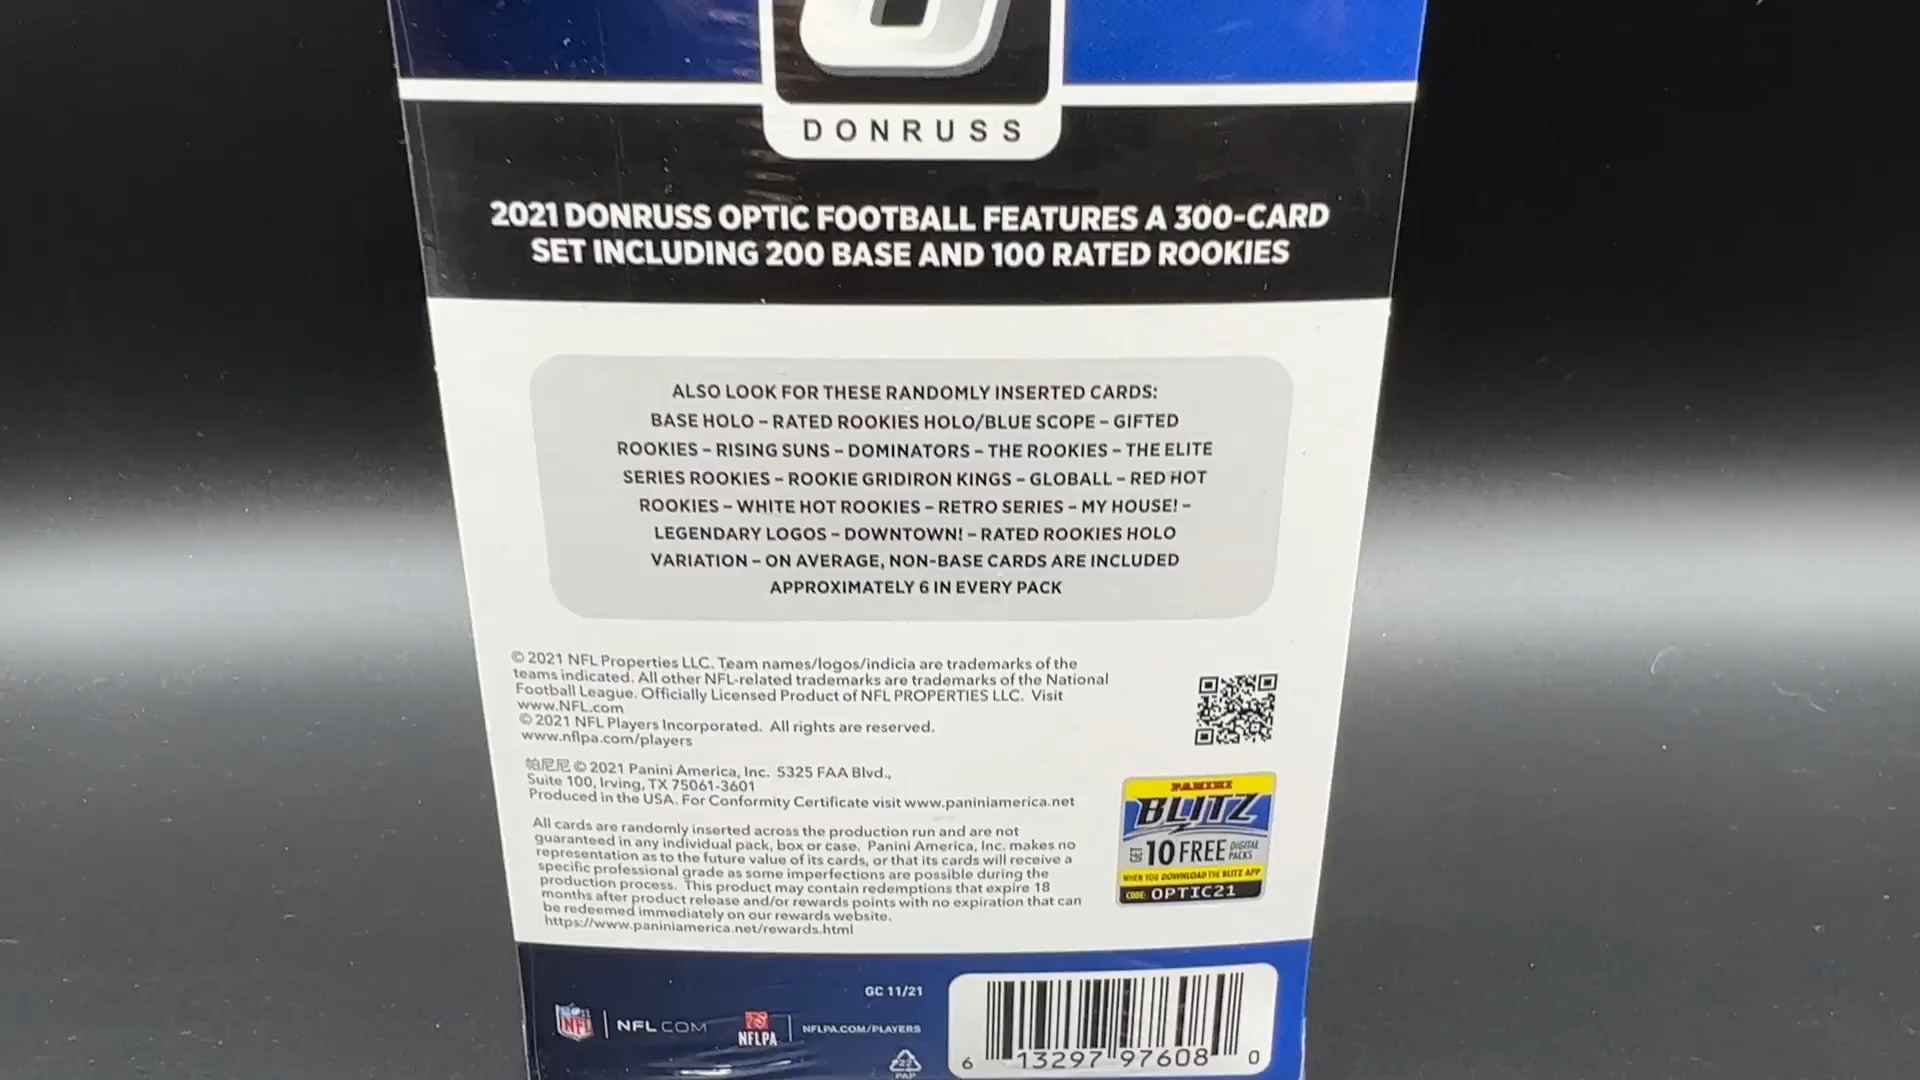 DONRUSS
2021 DONRUSS OPTIC FOOTBALL FEATURES A 300-CARD
SET INCLUDING 200 BASE AND 100 RATED ROOKIES
ALSO LOOK FOR THESE RANDOMLY INSERTED CARDS:
BASE HOLO – RATED ROOKIES HOLO/BLUE SCOPE – GIFTED
ROOKIES – RISING SUNS – DOMINATORS – THE ROOKIES – THE ELITE
SERIES ROOKIES – ROOKIE GRIDIRON KINGS – GLOBALL – RED HOT
ROOKIES – WHITE HOT ROOKIES – RETRO SERIES – MY HOUSE! –
LEGENDARY LOGOS – DOWNTOWN! – RATED ROOKIES HOLO
VARIATION – ON AVERAGE, NON-BASE CARDS ARE INCLUDED
APPROXIMATELY 6 IN EVERY PACK
© 2021 NFL Properties LLC. Team names/logos/indicia are trademarks of the
teams indicated. All other NFL-related trademarks are trademarks of the National
Football League. Officially Licensed Product of NFL PROPERTIES LLC. Visit
www.NFL.com
© 2021 NFL Players Incorporated. All rights are reserved.
www.nflpa.com/players
帕尼尼 © 2021 Panini America, Inc. 5325 FAA Blvd.,
Suite 100, Irving, TX 75061-3601
Produced in the USA. For Conformity Certificate visit www.paniniamerica.net
All cards are randomly inserted across the production run and are not
guaranteed in any individual pack, box or case. Panini America, Inc. makes no
representation as to the future value of its cards, or that its cards will receive a
specific professional grade as some imperfections are possible during the
production process. This product may contain redemptions that expire 18
months after product release and/or rewards points with no expiration that can
be redeemed immediately on our rewards website.
https://www.paniniamerica.net/rewards.html
PANINI
BLITZ
GET 10 FREE DIGITAL PACKS
WHEN YOU DOWNLOAD THE BLITZ APP
CODE: OPTIC21
GC 11/21
NFL | NFL.COM NFLPA | NFLPA.COM/PLAYERS
22
PAP
6 13297 97608 0